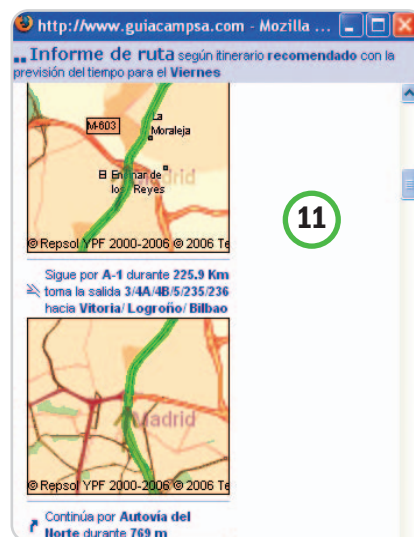 http://www.guiacampsa.com - Mozilla ...
Informe de ruta según itinerario recomendado con la
previsión del tiempo para el Viernes
M-603
La
Moraleja
El Encinar de
los Reyes
Madrid
© Repsol YPF 2000-2006 © 2006 Te
11
Sigue por A-1 durante 225.9 Km
toma la salida 3/4A/4B/5/235/236
hacia Vitoria/ Logroño/ Bilbao
Madrid
© Repsol YPF 2000-2006 © 2006 Te
Continúa por Autovía del
Norte durante 769 m